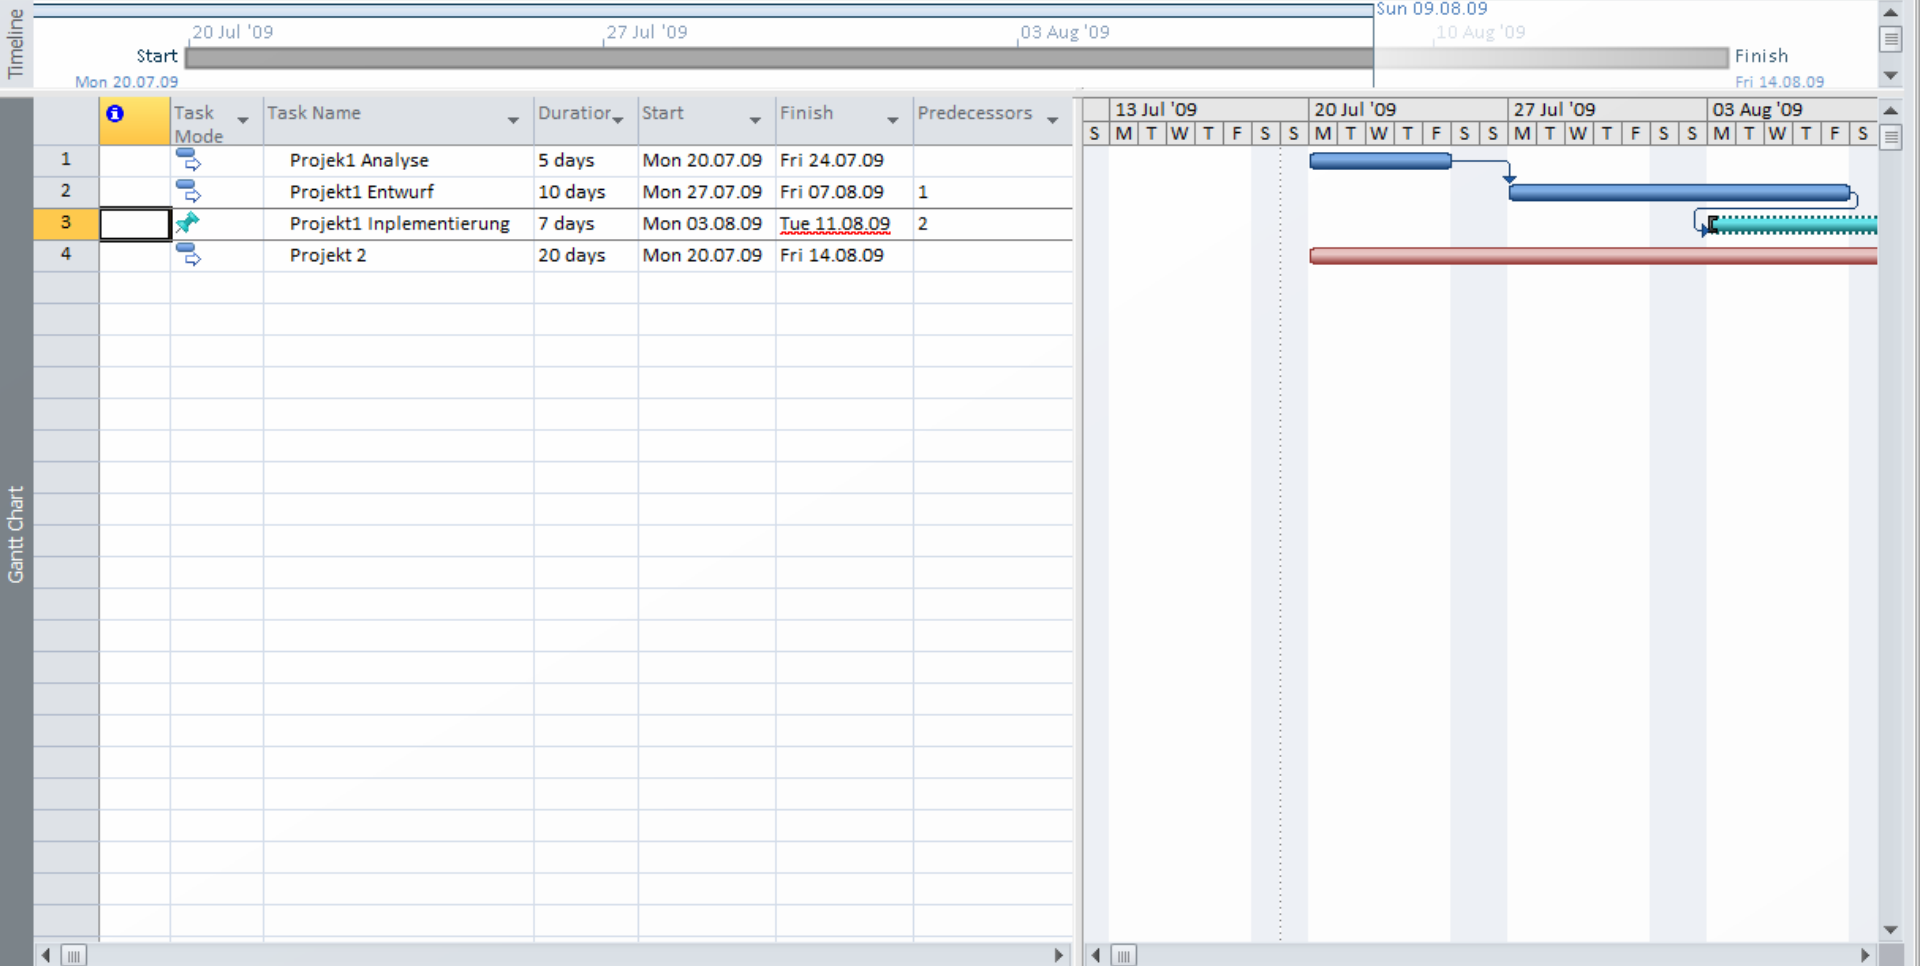 Timeline
Sun 09.08.09
20 Jul '09 27 Jul '09 03 Aug '09 10 Aug '09
Start Finish
Mon 20.07.09 Fri 14.08.09
Task Mode Task Name Duratior Start Finish Predecessors
1 Projek1 Analyse 5 days Mon 20.07.09 Fri 24.07.09
2 Projekt1 Entwurf 10 days Mon 27.07.09 Fri 07.08.09 1
3 Projekt1 Inplementierung 7 days Mon 03.08.09 Tue 11.08.09 2
4 Projekt 2 20 days Mon 20.07.09 Fri 14.08.09
13 Jul '09 20 Jul '09 27 Jul '09 03 Aug '09
S M T W T F S S M T W T F S S M T W T F S S M T W T F S
Gantt Chart